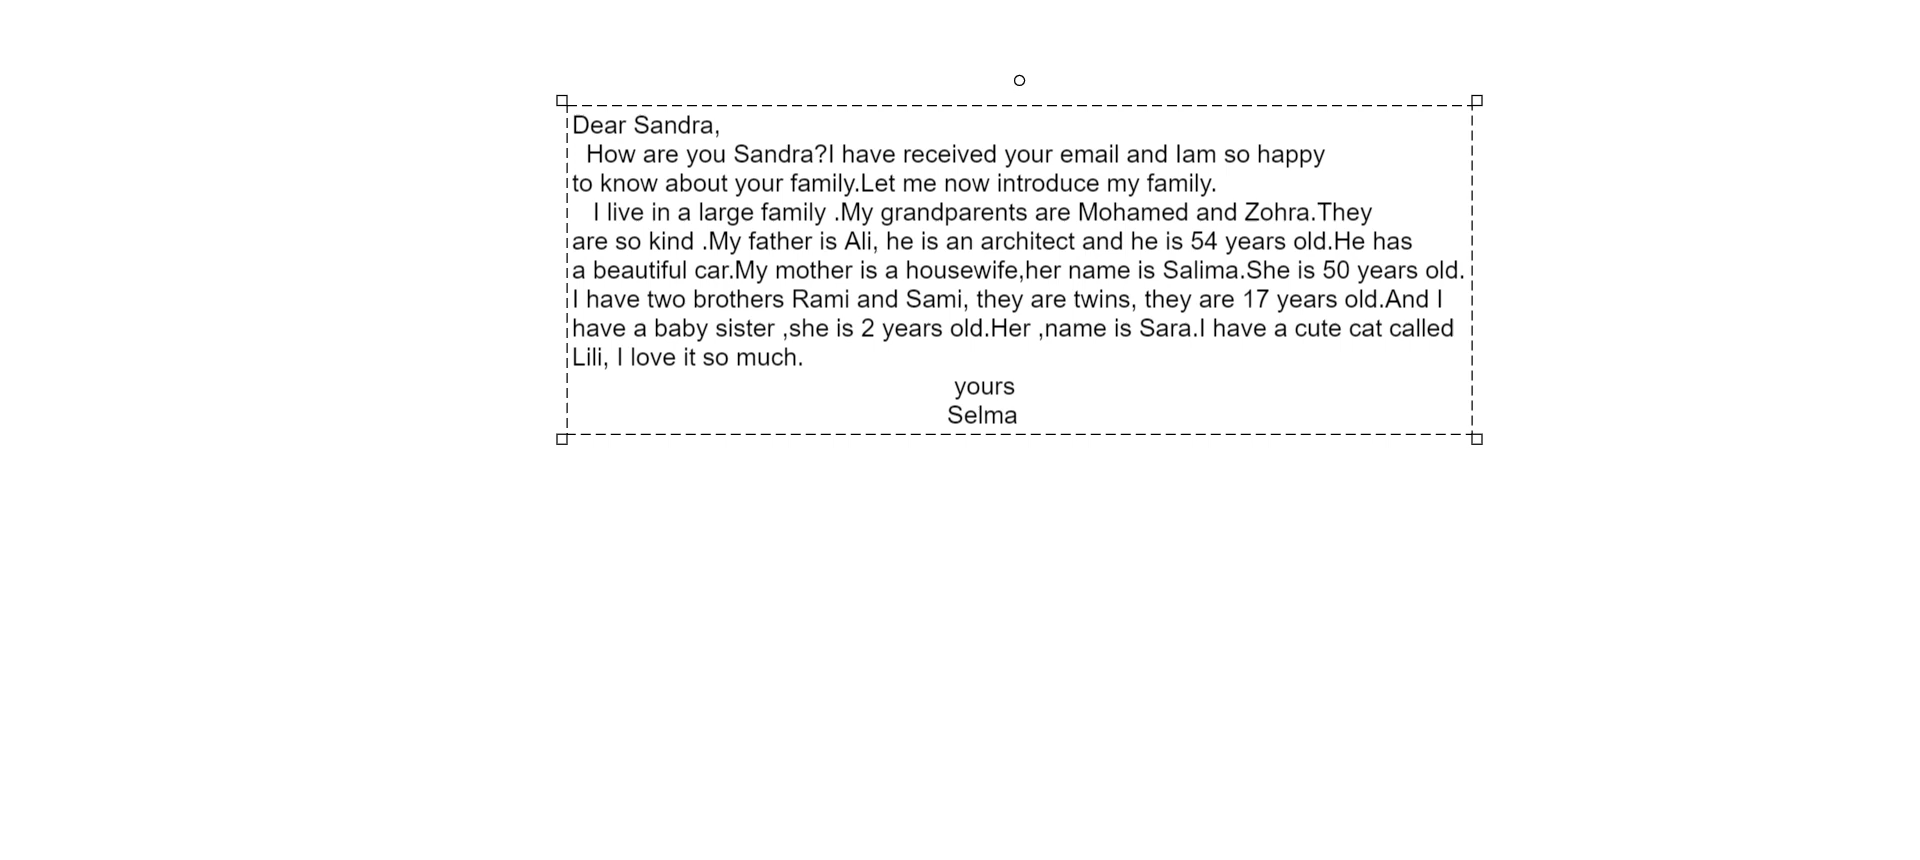 Dear Sandra,
How are you Sandra?I have received your email and Iam so happy
to know about your family.Let me now introduce my family.
I live in a large family .My grandparents are Mohamed and Zohra.They
are so kind .My father is Ali, he is an architect and he is 54 years old.He has
a beautiful car.My mother is a housewife,her name is Salima.She is 50 years old.
I have two brothers Rami and Sami, they are twins, they are 17 years old.And I
have a baby sister ,she is 2 years old.Her ,name is Sara.I have a cute cat called
Lili, I love it so much.
yours
Selma